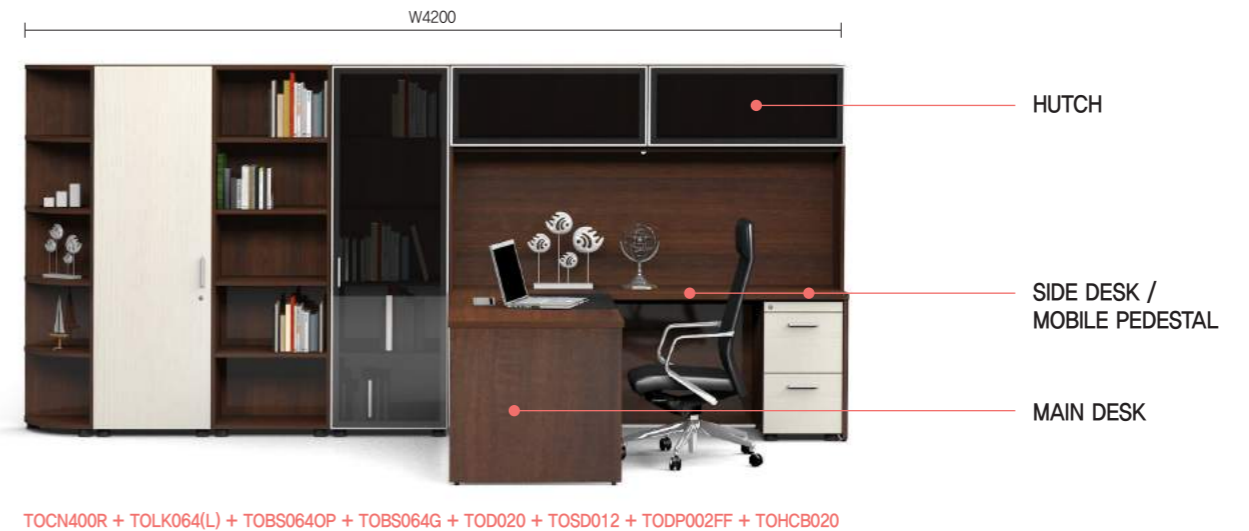 W4200
HUTCH
SIDE DESK /
MOBILE PEDESTAL
MAIN DESK
TOCN400R + TOLK064(L) + TOBS064OP + TOBS064G + TOD020 + TOSD012 + TODP002FF + TOHCB020